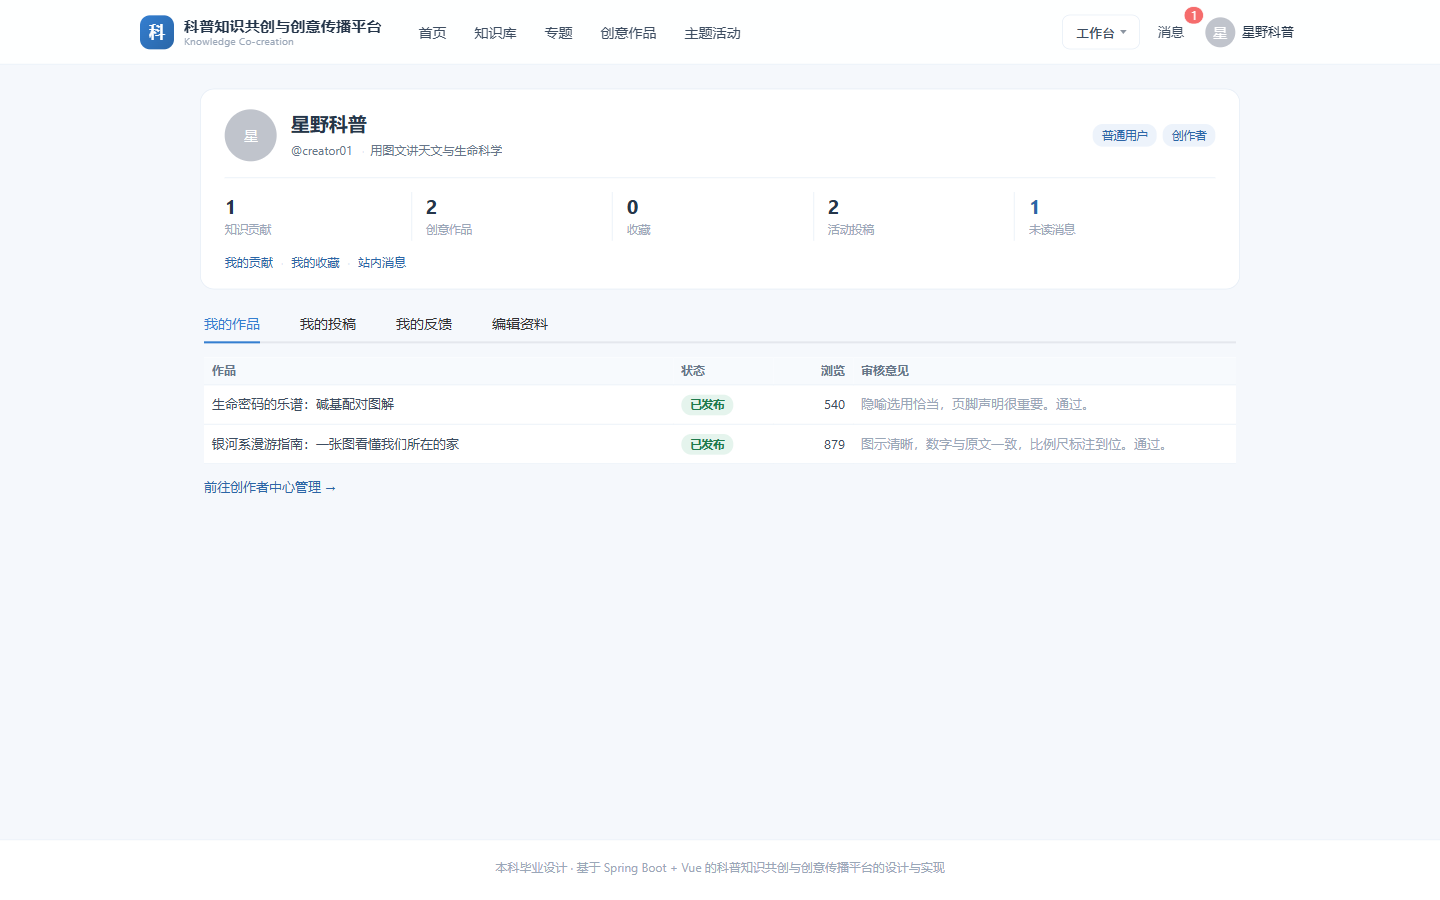 科 科普知识共创与创意传播平台
Knowledge Co-creation
首页 知识库 专题 创意作品 主题活动
工作台 消息 1 星 星野科普
星 星野科普
@creator01 用图文讲天文与生命科学
普通用户 创作者
1 2 0 2 1
知识贡献 创意作品 收藏 活动投稿 未读消息
我的贡献 我的收藏 站内消息
我的作品 我的投稿 我的反馈 编辑资料
作品 状态 浏览 审核意见
生命密码的乐谱：碱基配对图解 已发布 540 隐喻选用恰当，页脚声明很重要。通过。
银河系漫游指南：一张图看懂我们所在的家 已发布 879 图示清晰，数字与原文一致，比例尺标注到位。通过。
前往创作者中心管理 →
本科毕业设计 · 基于 Spring Boot + Vue 的科普知识共创与创意传播平台的设计与实现